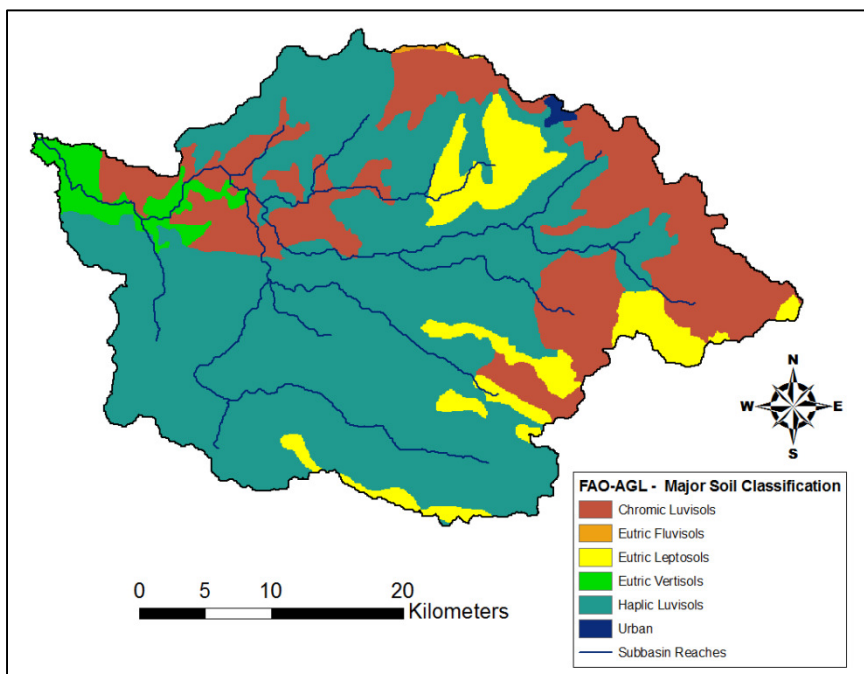 N
W E
S
FAO-AGL - Major Soil Classification
Chromic Luvisols
Eutric Fluvisols
Eutric Leptosols
Eutric Vertisols
Haplic Luvisols
Urban
Subbasin Reaches
0 5 10 20
Kilometers